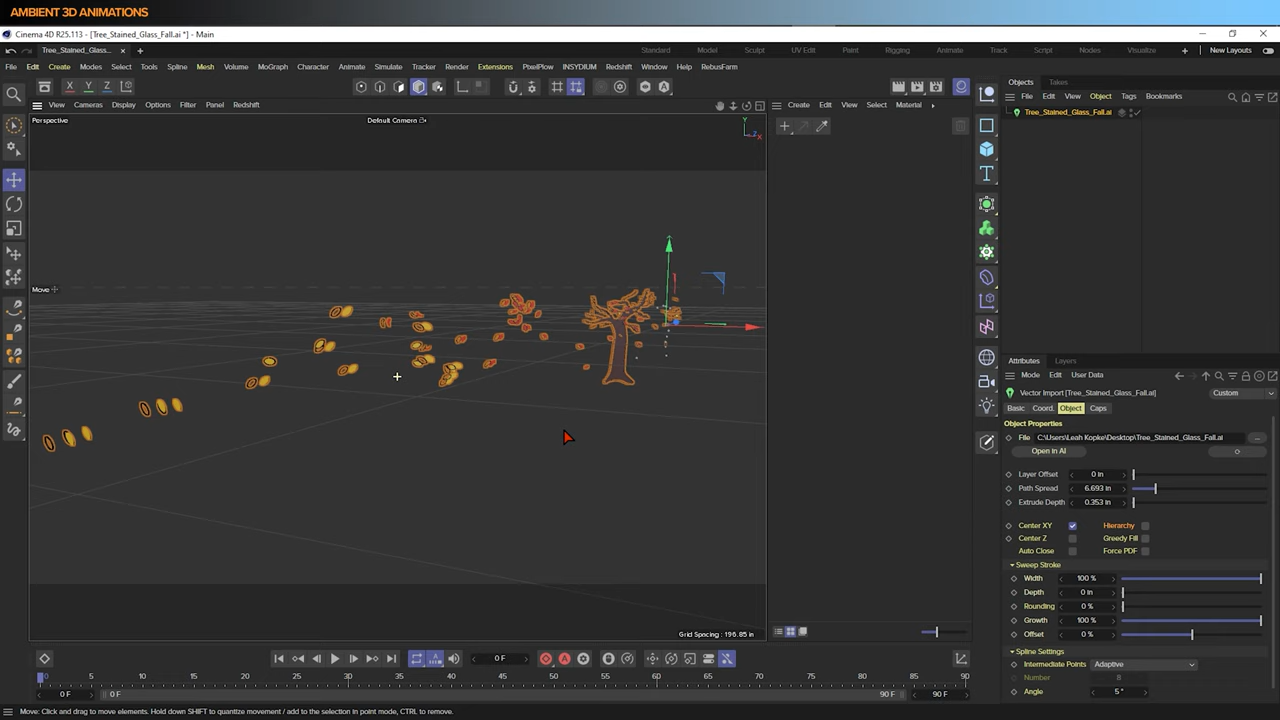 AMBIENT 3D ANIMATIONS
Cinema 4D R25.113 - [Tree_Stained_Glass_Fall.ai *] - Main
Tree_Stained_Glass... Standard Model Sculpt UV Edit Paint Rigging Animate Track Script Nodes Visualize New Layouts
File Edit Create Modes Select Tools Spline Mesh Volume MoGraph Character Animate Simulate Tracker Render Extensions PixelPlow INSYDIUM Redshift Window Help RebusFarm
X Y Z
Objects Takes
File Edit View Object Tags Bookmarks
View Cameras Display Options Filter Panel Redshift
Create Edit View Select Material
Tree_Stained_Glass_Fall.ai
Perspective Default Camera
Y
Z
X
Move
Attributes Layers
Mode Edit User Data
Vector Import [Tree_Stained_Glass_Fall.ai] Custom
Basic Coord. Object Caps
Object Properties
File C:\Users\Leah Kopke\Desktop\Tree_Stained_Glass_Fall.ai ...
Open in AI
Layer Offset 0 in
Path Spread 6.693 in
Extrude Depth 0.353 in
Center XY Hierarchy
Center Z Greedy Fill
Auto Close Force PDF
Sweep Stroke
Width 100 %
Depth 0 in
Rounding 0 %
Growth 100 %
Offset 0 %
Spline Settings
Intermediate Points Adaptive
Number 8
Angle 5 °
Grid Spacing : 196.85 in
0 F
0 5 10 15 20 25 30 35 40 45 50 55 60 65 70 75 80 85 90
0 F 0 F 90 F 90 F
Move: Click and drag to move elements. Hold down SHIFT to quantize movement / add to the selection in point mode, CTRL to remove.